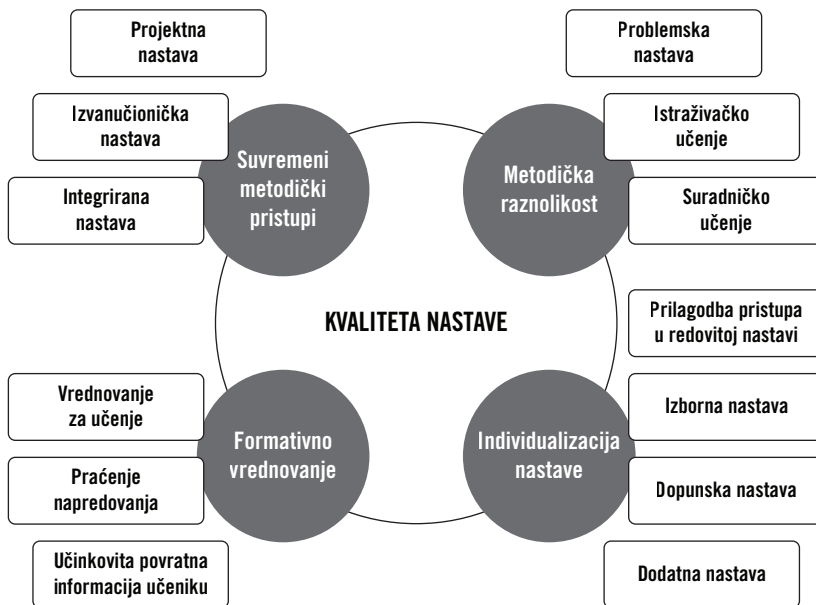 Projektna
nastava
Izvanučionička
nastava
Integrirana
nastava
Suvremeni
metodički
pristupi
Problemska
nastava
Istraživačko
učenje
Suradničko
učenje
Metodička
raznolikost
KVALITETA NASTAVE
Vrednovanje
za učenje
Praćenje
napredovanja
Učinkovita povratna
informacija učeniku
Formativno
vrednovanje
Prilagodba pristupa
u redovitoj nastavi
Izborna nastava
Dopunska nastava
Dodatna nastava
Individualizacija
nastave